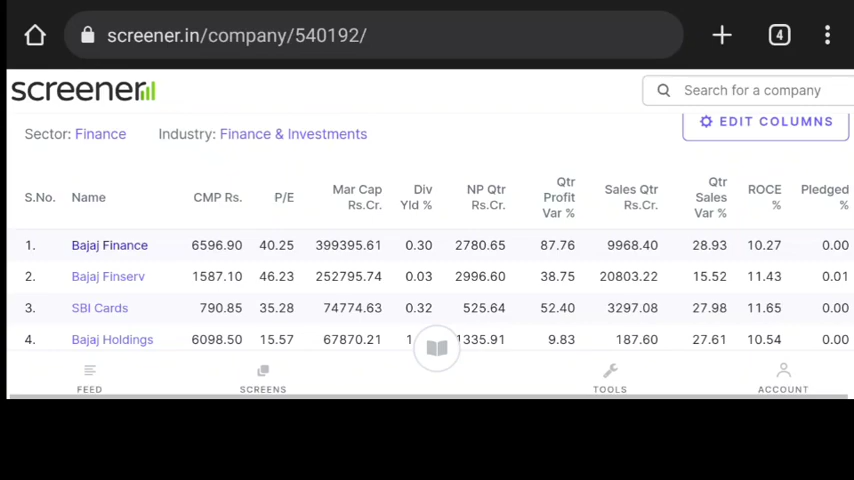 screener.in/company/540192/
4
screener
Search for a company
Sector: Finance Industry: Finance & Investments
EDIT COLUMNS
S.No. Name CMP Rs. P/E Mar Cap Rs.Cr. Div Yld % NP Qtr Rs.Cr. Qtr Profit Var % Sales Qtr Rs.Cr. Qtr Sales Var % ROCE % Pledged %
1. Bajaj Finance 6596.90 40.25 399395.61 0.30 2780.65 87.76 9968.40 28.93 10.27 0.00
2. Bajaj Finserv 1587.10 46.23 252795.74 0.03 2996.60 38.75 20803.22 15.52 11.43 0.01
3. SBI Cards 790.85 35.28 74774.63 0.32 525.64 52.40 3297.08 27.98 11.65 0.00
4. Bajaj Holdings 6098.50 15.57 67870.21 1335.91 9.83 187.60 27.61 10.54 0.00
FEED SCREENS TOOLS ACCOUNT